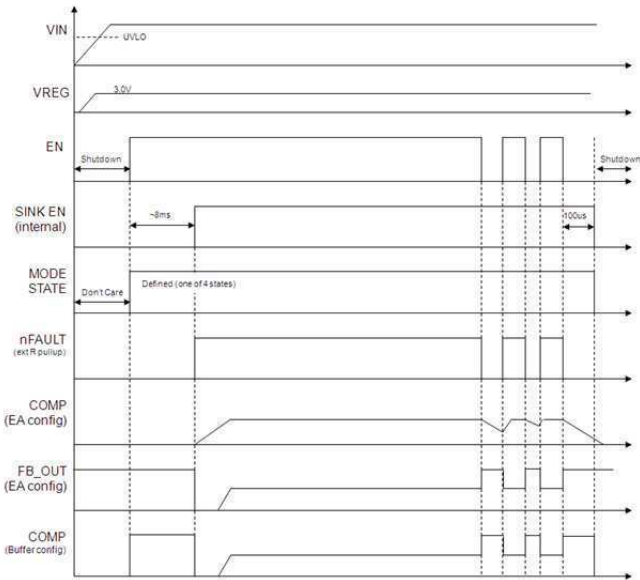 VIN
UVLO
VREG
3.0V
EN
Shutdown
Shutdown
SINK EN
(internal)
~8ms
100us
MODE
STATE
Don't Care
Defined (one of 4 states)
nFAULT
(ext R pullup)
COMP
(EA config)
FB_OUT
(EA config)
COMP
(Buffer config)